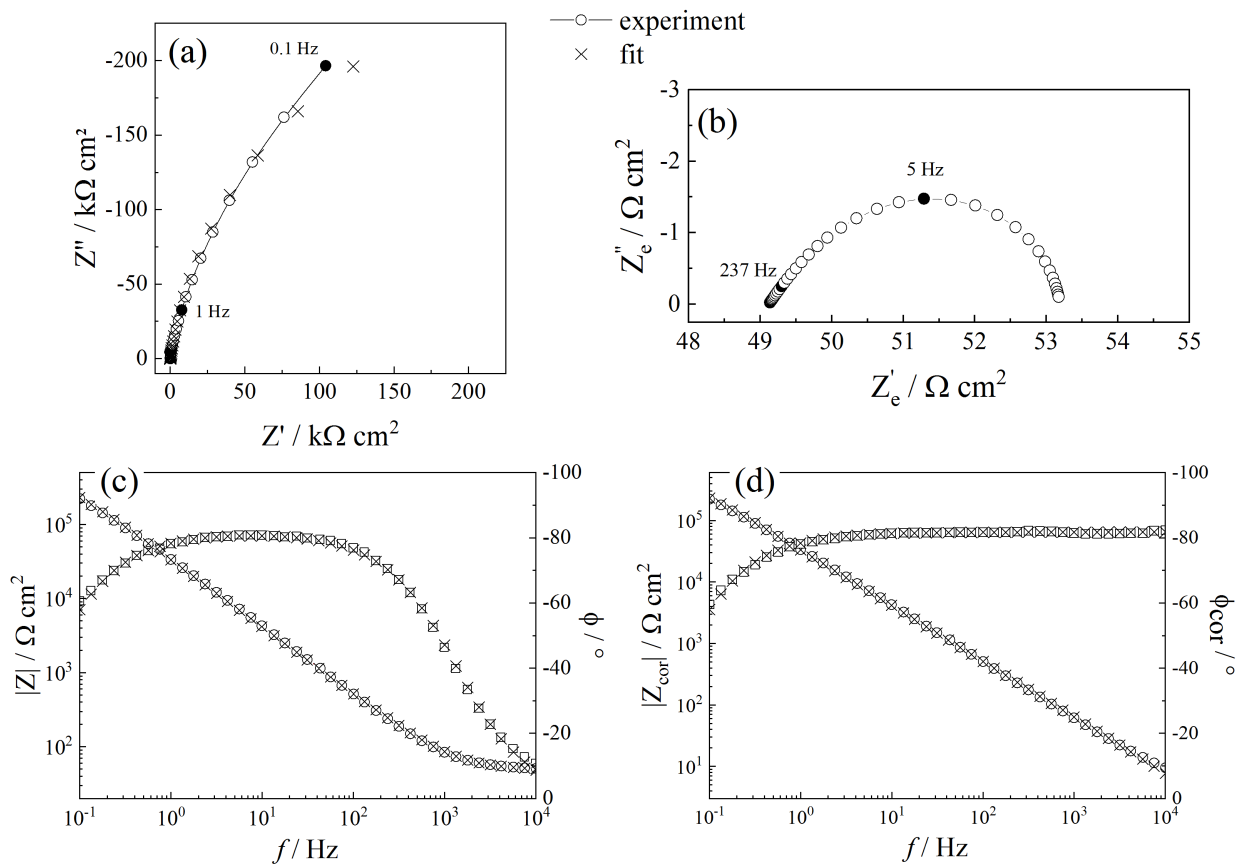 experiment
fit
(a)
0.1 Hz
-200
-150
-100
-50
0
1 Hz
Z'' / kΩ cm²
0 50 100 150 200
Z' / kΩ cm²
(b)
-3
-2
-1
0
5 Hz
237 Hz
Zₑ'' / Ω cm²
48 49 50 51 52 53 54 55
Zₑ' / Ω cm²
(c)
10⁵
10⁴
10³
10²
|Z| / Ω cm²
-100
-80
-60
-40
-20
0
ϕ / °
10⁻¹ 10⁰ 10¹ 10² 10³ 10⁴
f / Hz
(d)
10⁵
10⁴
10³
10²
10¹
|Z_cor| / Ω cm²
-100
-80
-60
-40
-20
0
ϕcor / °
10⁻¹ 10⁰ 10¹ 10² 10³ 10⁴
f / Hz